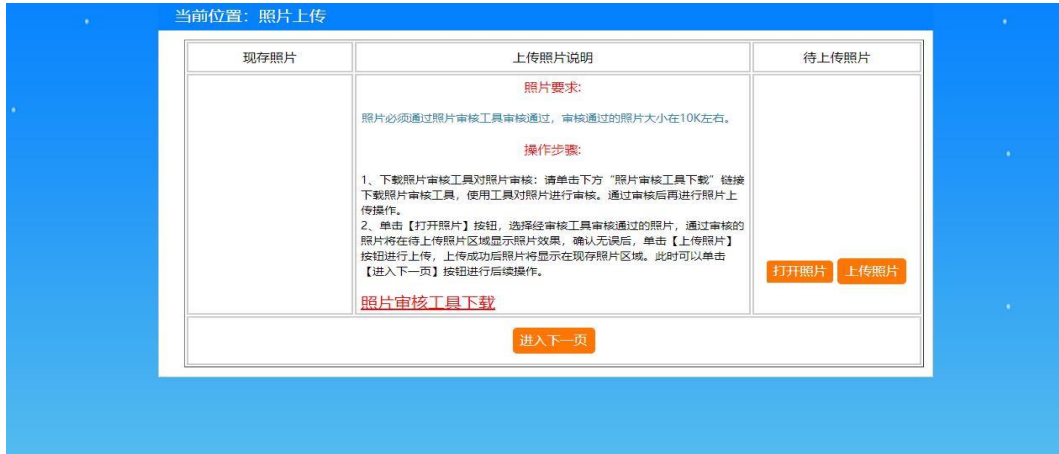 当前位置：照片上传
现存照片
上传照片说明
待上传照片
照片要求:
照片必须通过照片审核工具审核通过，审核通过的照片大小在10K左右。
操作步骤:
1、下载照片审核工具对照片审核：请单击下方“照片审核工具下载”链接
下载照片审核工具，使用工具对照片进行审核。通过审核后再进行照片上
传操作。
2、单击【打开照片】按钮，选择经审核工具审核通过的照片，通过审核的
照片将在待上传照片区域显示照片效果，确认无误后，单击【上传照片】
按钮进行上传，上传成功后照片将显示在现存照片区域。此时可以单击
【进入下一页】按钮进行后续操作。
照片审核工具下载
打开照片
上传照片
进入下一页